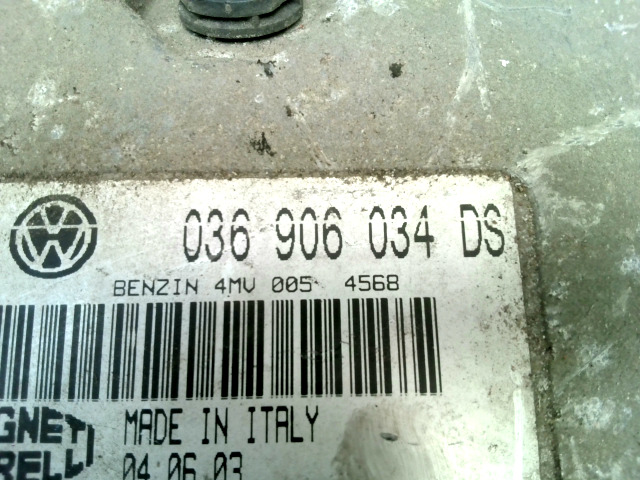 036 906 034 DS
BENZIN 4MV 005 4568
MADE IN ITALY
04.06.03